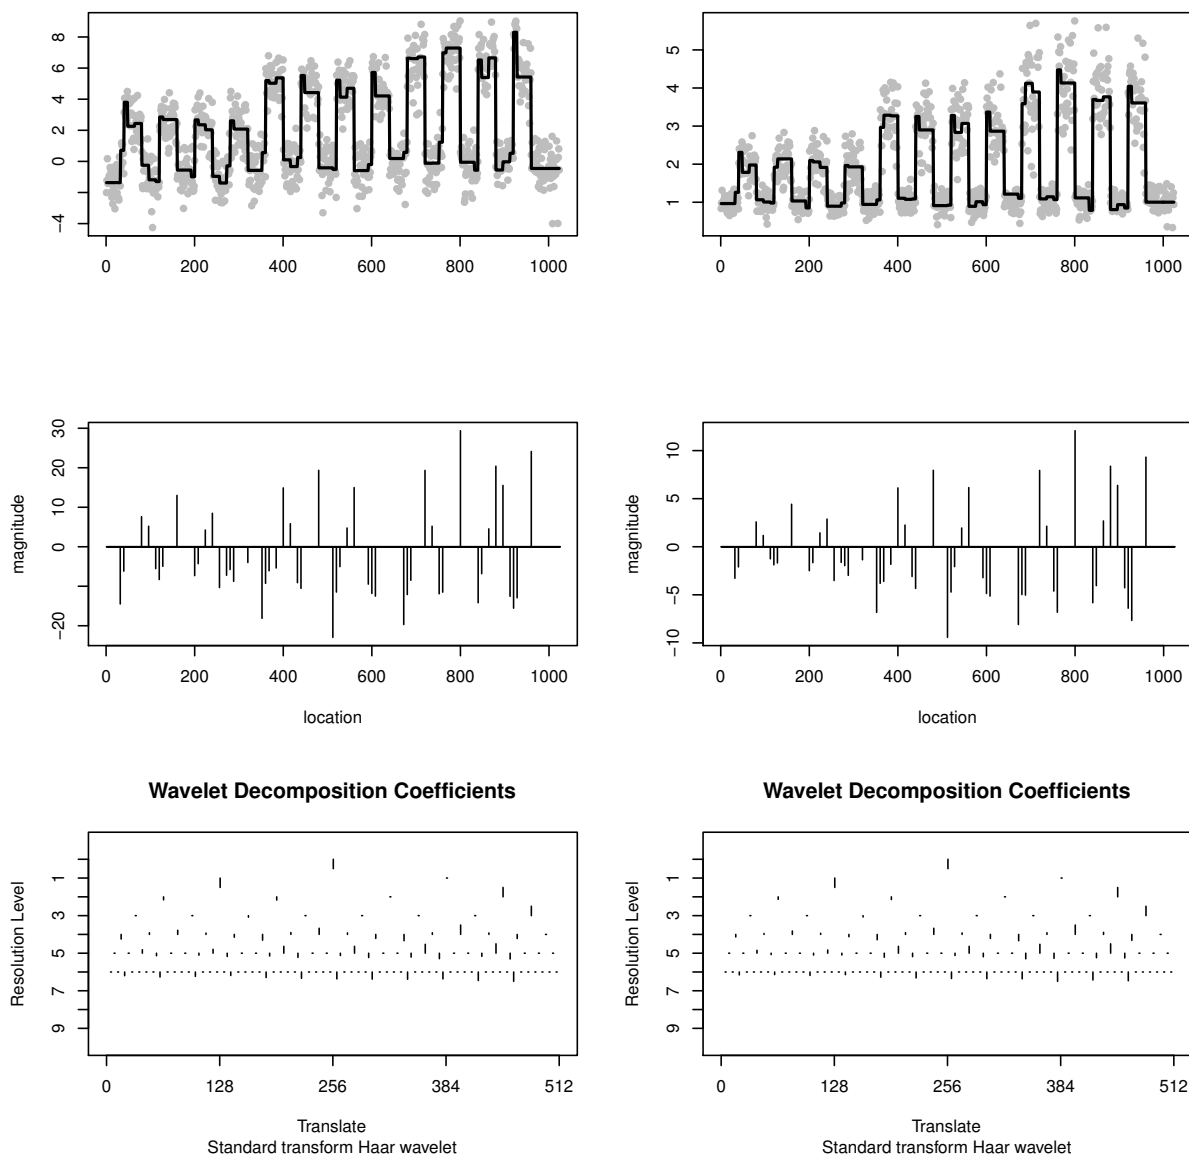 8
6
4
2
0
−4
0 200 400 600 800 1000
5
4
3
2
1
0 200 400 600 800 1000
magnitude
30
20
10
0
−20
0 200 400 600 800 1000
location
magnitude
10
5
0
−5
−10
0 200 400 600 800 1000
location
Wavelet Decomposition Coefficients
Resolution Level
1
3
5
7
9
0 128 256 384 512
Translate
Standard transform Haar wavelet
Wavelet Decomposition Coefficients
Resolution Level
1
3
5
7
9
0 128 256 384 512
Translate
Standard transform Haar wavelet